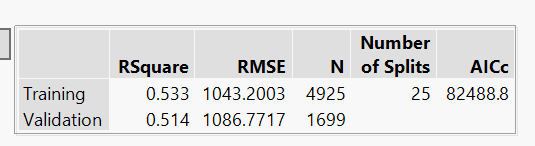 Number
RSquare RMSE N of Splits AICc
Training 0.533 1043.2003 4925 25 82488.8
Validation 0.514 1086.7717 1699